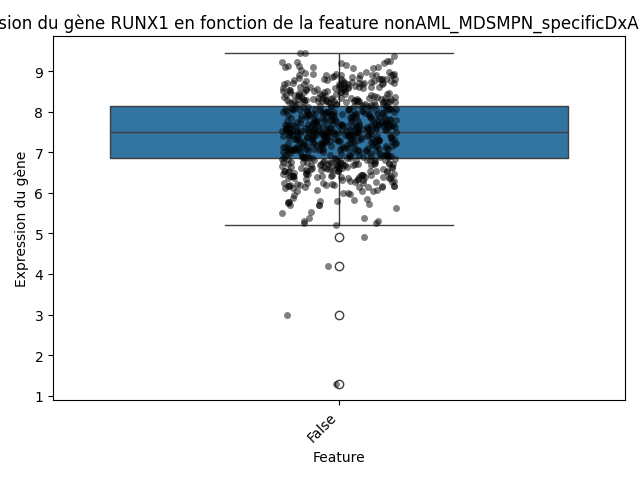 sion du gène RUNX1 en fonction de la feature nonAML_MDSMPN_specificDxA
9
8
7
6
5
4
3
2
1
Expression du gène
False
Feature